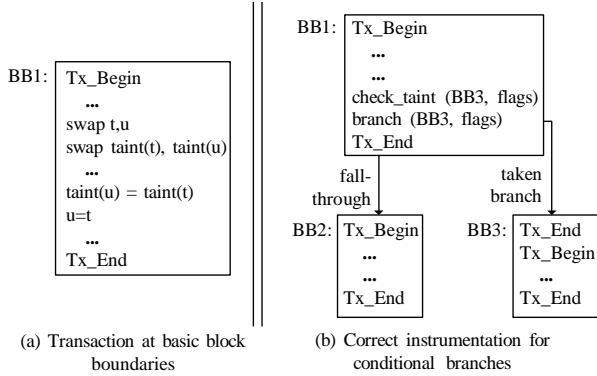 BB1:
Tx_Begin
...
swap t,u
swap taint(t), taint(u)
...
taint(u) = taint(t)
u=t
...
Tx_End
(a) Transaction at basic block
boundaries
BB1:
Tx_Begin
...
...
check_taint (BB3, flags)
branch (BB3, flags)
Tx_End
fall-
through
taken
branch
BB2:
Tx_Begin
...
...
Tx_End
BB3:
Tx_End
Tx_Begin
...
Tx_End
(b) Correct instrumentation for
conditional branches